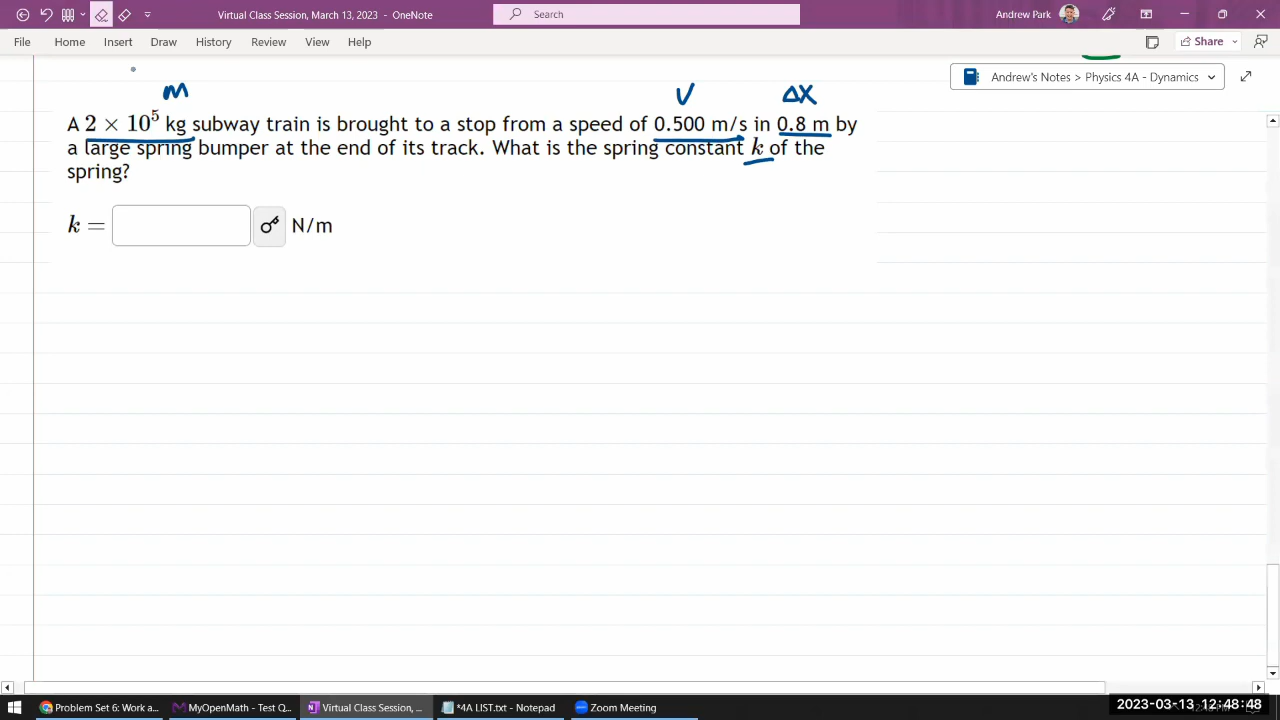 Virtual Class Session, March 13, 2023 - OneNote
Search
Andrew Park
File Home Insert Draw History Review View Help
Share
Andrew's Notes > Physics 4A - Dynamics
m V ΔX
A 2 × 10⁵ kg subway train is brought to a stop from a speed of 0.500 m/s in 0.8 m by
a large spring bumper at the end of its track. What is the spring constant k of the
spring?
k = N/m
Problem Set 6: Work a...
MyOpenMath - Test Q...
Virtual Class Session, ...
*4A LIST.txt - Notepad
Zoom Meeting
2023-03-13 12:48:48